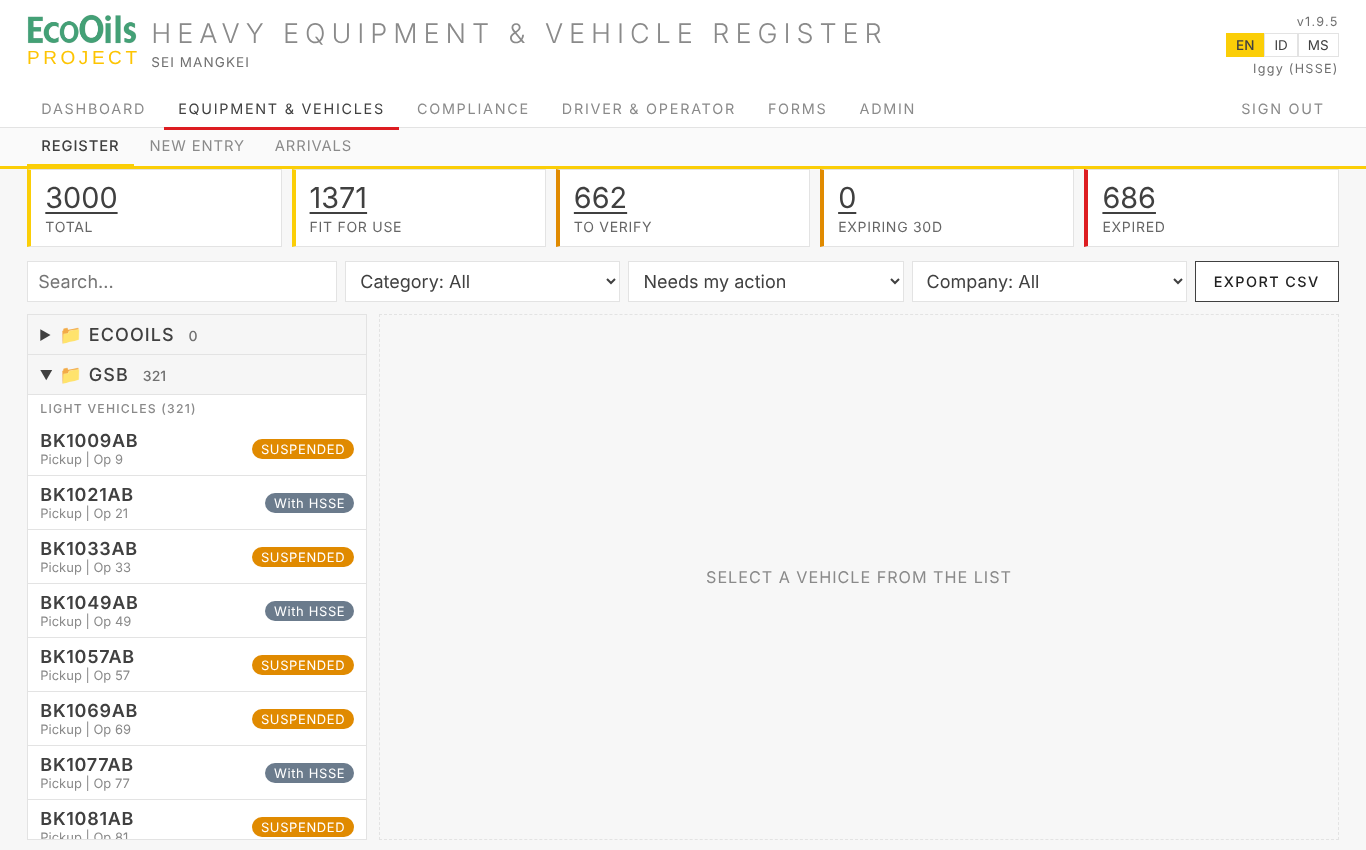 EcoOils
PROJECT
HEAVY EQUIPMENT & VEHICLE REGISTER
SEI MANGKEI
v1.9.5
EN ID MS
Iggy (HSSE)
DASHBOARD EQUIPMENT & VEHICLES COMPLIANCE DRIVER & OPERATOR FORMS ADMIN SIGN OUT
REGISTER NEW ENTRY ARRIVALS
3000 1371 662 0 686
TOTAL FIT FOR USE TO VERIFY EXPIRING 30D EXPIRED
Search... Category: All Needs my action Company: All EXPORT CSV
ECOOILS 0
GSB 321
LIGHT VEHICLES (321)
BK1009AB SUSPENDED
Pickup | Op 9
BK1021AB With HSSE
Pickup | Op 21
BK1033AB SUSPENDED
Pickup | Op 33
BK1049AB With HSSE
Pickup | Op 49
BK1057AB SUSPENDED
Pickup | Op 57
BK1069AB SUSPENDED
Pickup | Op 69
BK1077AB With HSSE
Pickup | Op 77
BK1081AB SUSPENDED
Pickup | Op 81
SELECT A VEHICLE FROM THE LIST